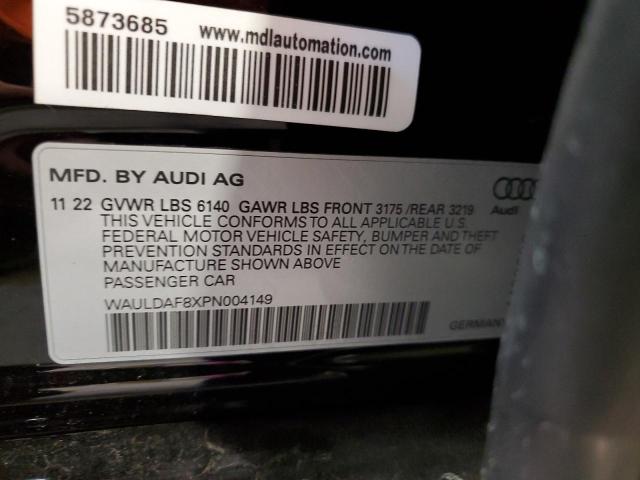 5873685
www.mdlautomation.com
MFD. BY AUDI AG
11 22 GVWR LBS 6140 GAWR LBS FRONT 3175 /REAR 3219
THIS VEHICLE CONFORMS TO ALL APPLICABLE U.S.
FEDERAL MOTOR VEHICLE SAFETY, BUMPER AND THEFT
PREVENTION STANDARDS IN EFFECT ON THE DATE OF
MANUFACTURE SHOWN ABOVE
PASSENGER CAR
WAULDAF8XPN004149
Audi
GERMANY